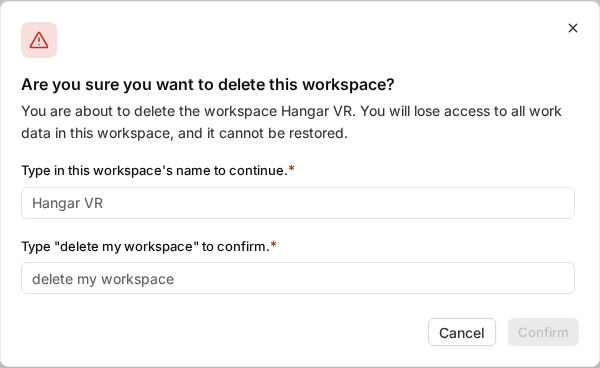 Are you sure you want to delete this workspace?
You are about to delete the workspace Hangar VR. You will lose access to all work
data in this workspace, and it cannot be restored.
Type in this workspace's name to continue.*
Hangar VR
Type "delete my workspace" to confirm.*
delete my workspace
Cancel
Confirm